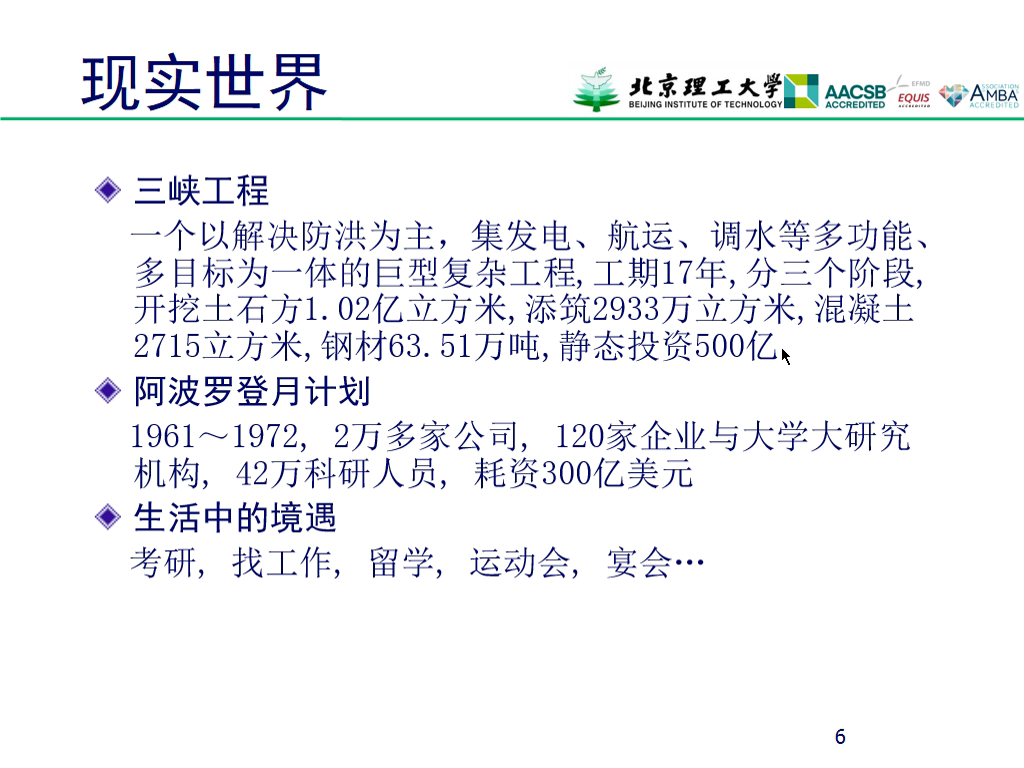 现实世界
北京理工大学
BEIJING INSTITUTE OF TECHNOLOGY
AACSB
ACCREDITED
EFMD
EQUIS
ACCREDITED
ASSOCIATION
AMBA
ACCREDITED
三峡工程
一个以解决防洪为主，集发电、航运、调水等多功能、
多目标为一体的巨型复杂工程,工期17年,分三个阶段,
开挖土石方1.02亿立方米,添筑2933万立方米,混凝土
2715立方米,钢材63.51万吨,静态投资500亿
阿波罗登月计划
1961～1972, 2万多家公司, 120家企业与大学大研究
机构, 42万科研人员, 耗资300亿美元
生活中的境遇
考研, 找工作, 留学, 运动会, 宴会…
6